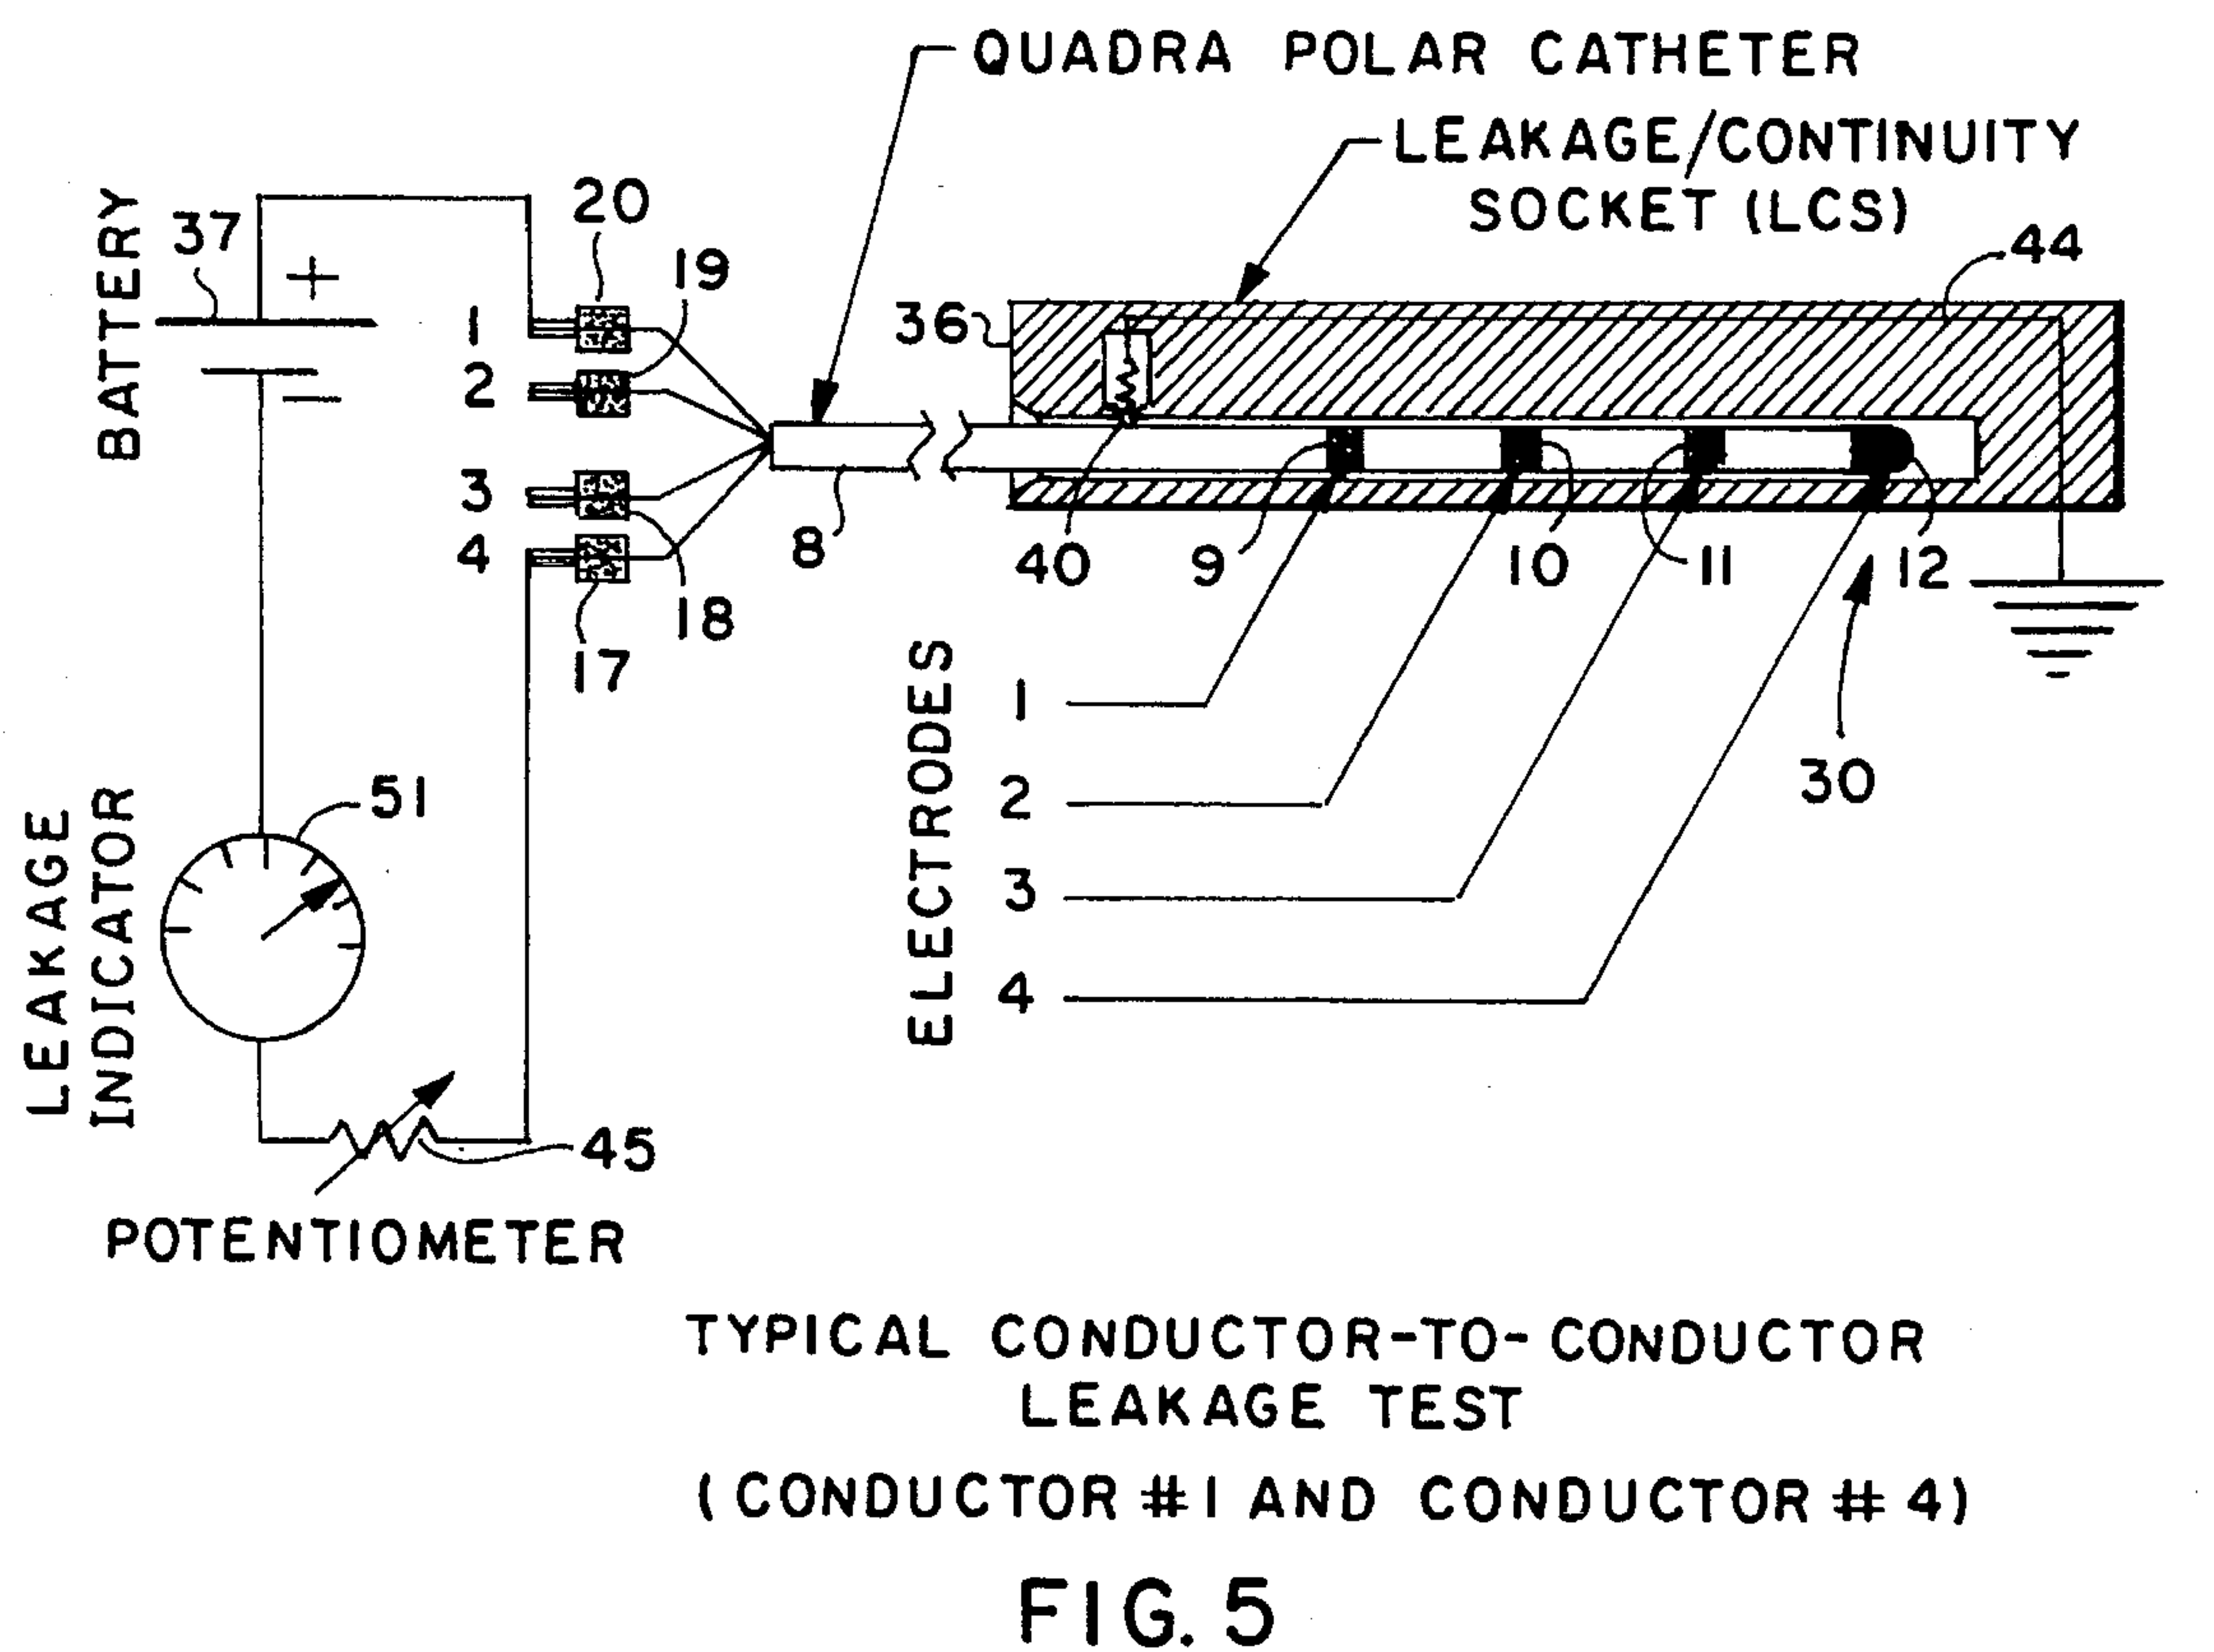 QUADRA POLAR CATHETER
LEAKAGE/CONTINUITY
SOCKET (LCS)
44
BATTERY
37
+
20
19
36
1
2
3
4
8
18
17
40
9
10
11
12
30
ELECTRODES
1
2
3
4
LEAKAGE
INDICATOR
51
45
POTENTIOMETER
TYPICAL CONDUCTOR-TO-CONDUCTOR
LEAKAGE TEST
(CONDUCTOR #1 AND CONDUCTOR #4)
FIG. 5